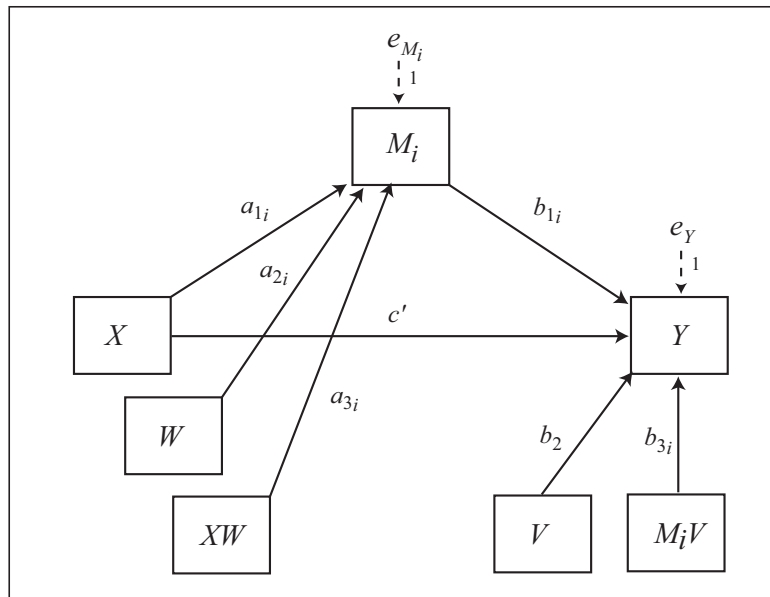 e_{M_i}
1
M_i
a_{1i}
b_{1i}
e_Y
1
a_{2i}
X
c′
Y
a_{3i}
W
b_2
b_{3i}
XW
V
M_iV